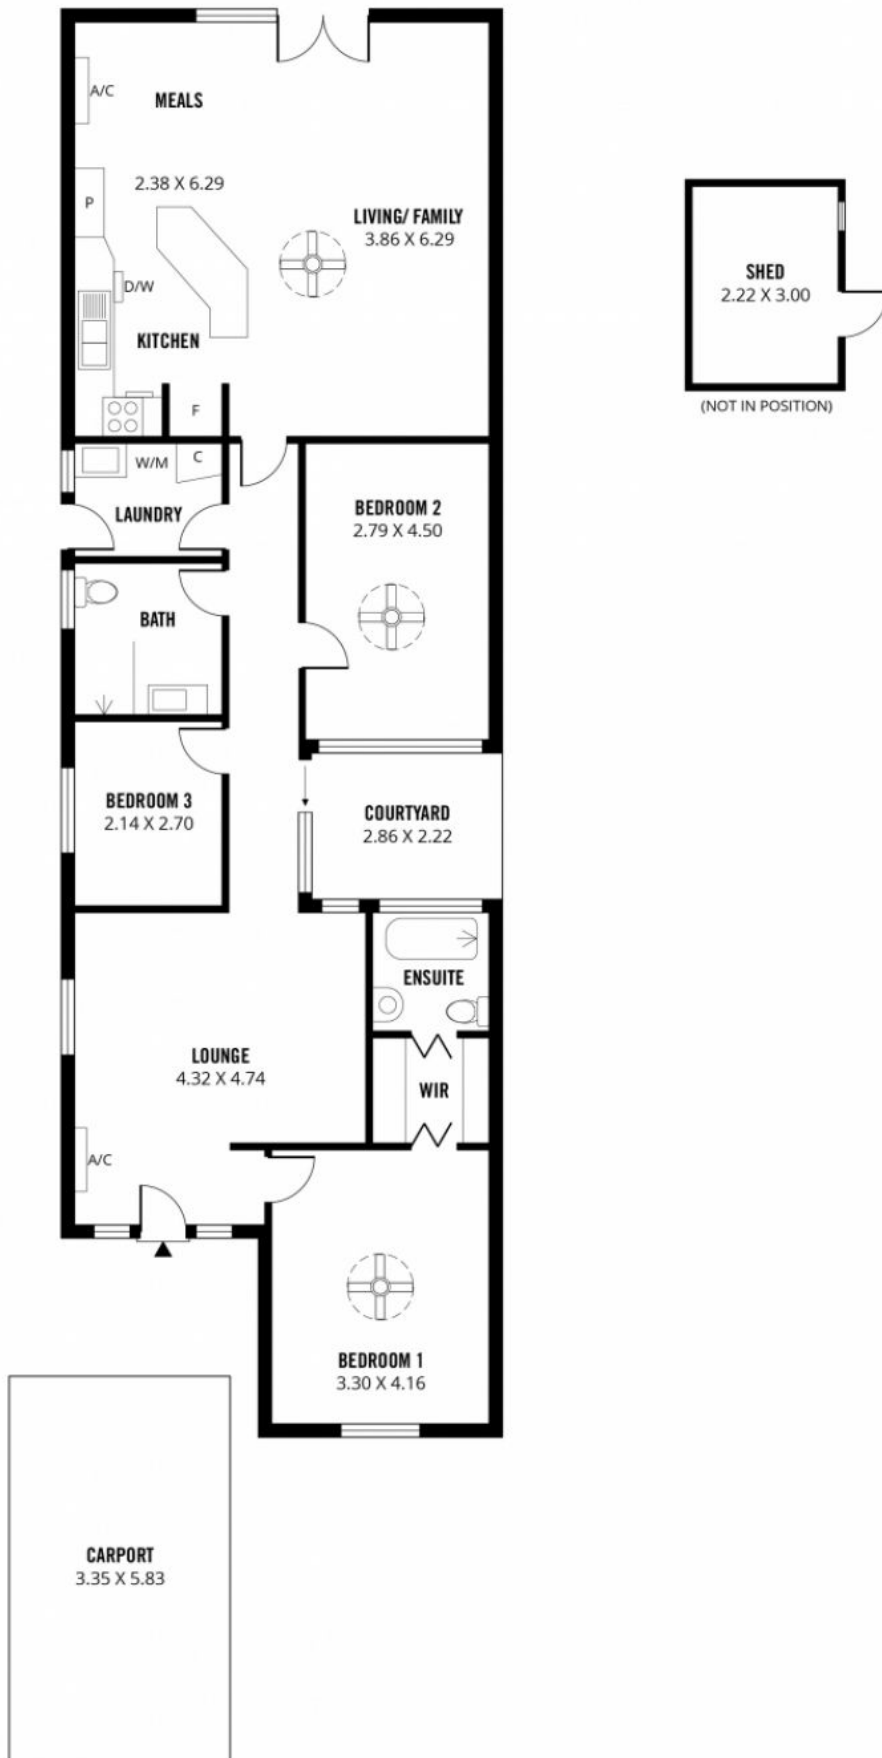 A/C
MEALS
2.38 X 6.29
P
LIVING/ FAMILY
3.86 X 6.29
D/W
KITCHEN
F
SHED
2.22 X 3.00
(NOT IN POSITION)
W/M
C
LAUNDRY
BEDROOM 2
2.79 X 4.50
BATH
BEDROOM 3
2.14 X 2.70
COURTYARD
2.86 X 2.22
ENSUITE
LOUNGE
4.32 X 4.74
WIR
A/C
BEDROOM 1
3.30 X 4.16
CARPORT
3.35 X 5.83